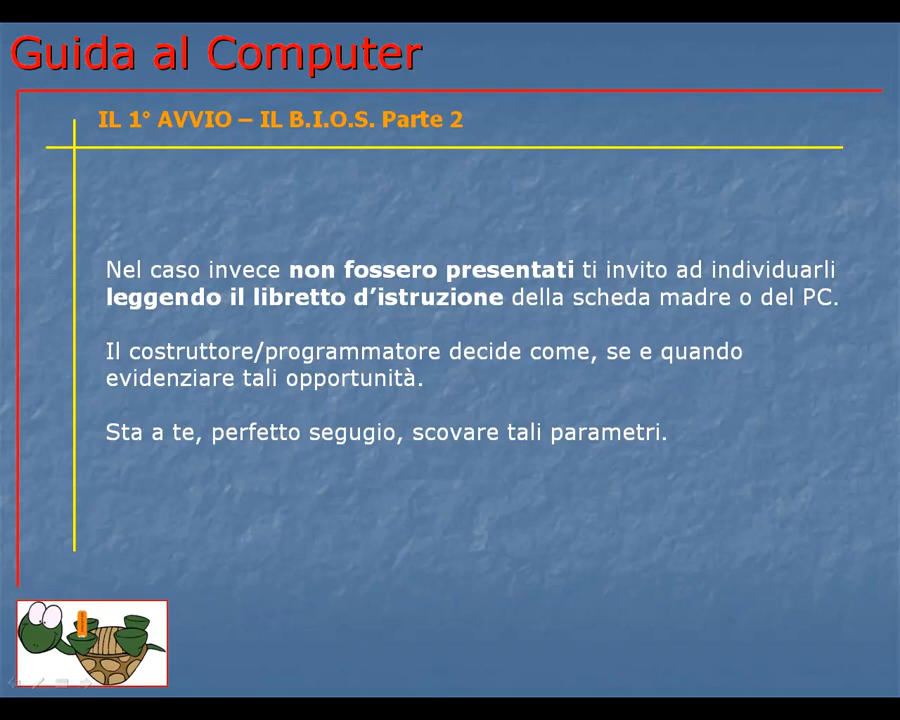 Guida al Computer
IL 1° AVVIO – IL B.I.O.S. Parte 2
Nel caso invece non fossero presentati ti invito ad individuarli
leggendo il libretto d’istruzione della scheda madre o del PC.
Il costruttore/programmatore decide come, se e quando
evidenziare tali opportunità.
Sta a te, perfetto segugio, scovare tali parametri.